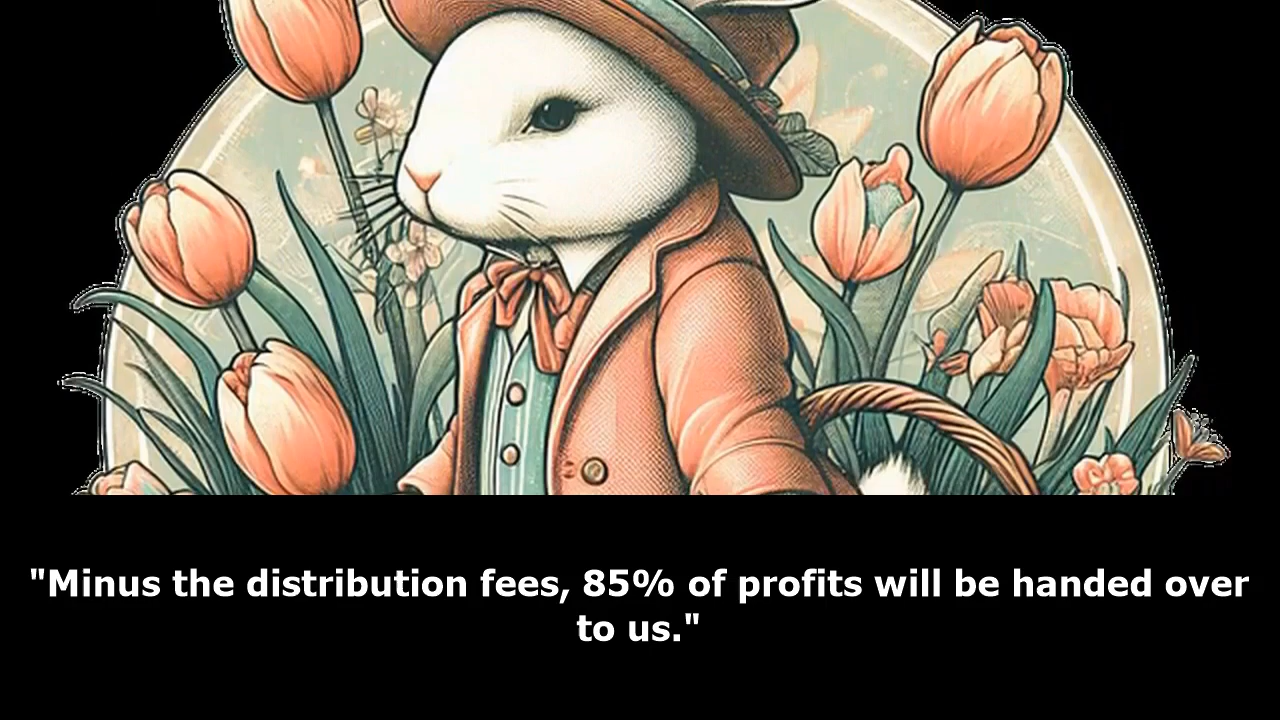 "Minus the distribution fees, 85% of profits will be handed over
to us."